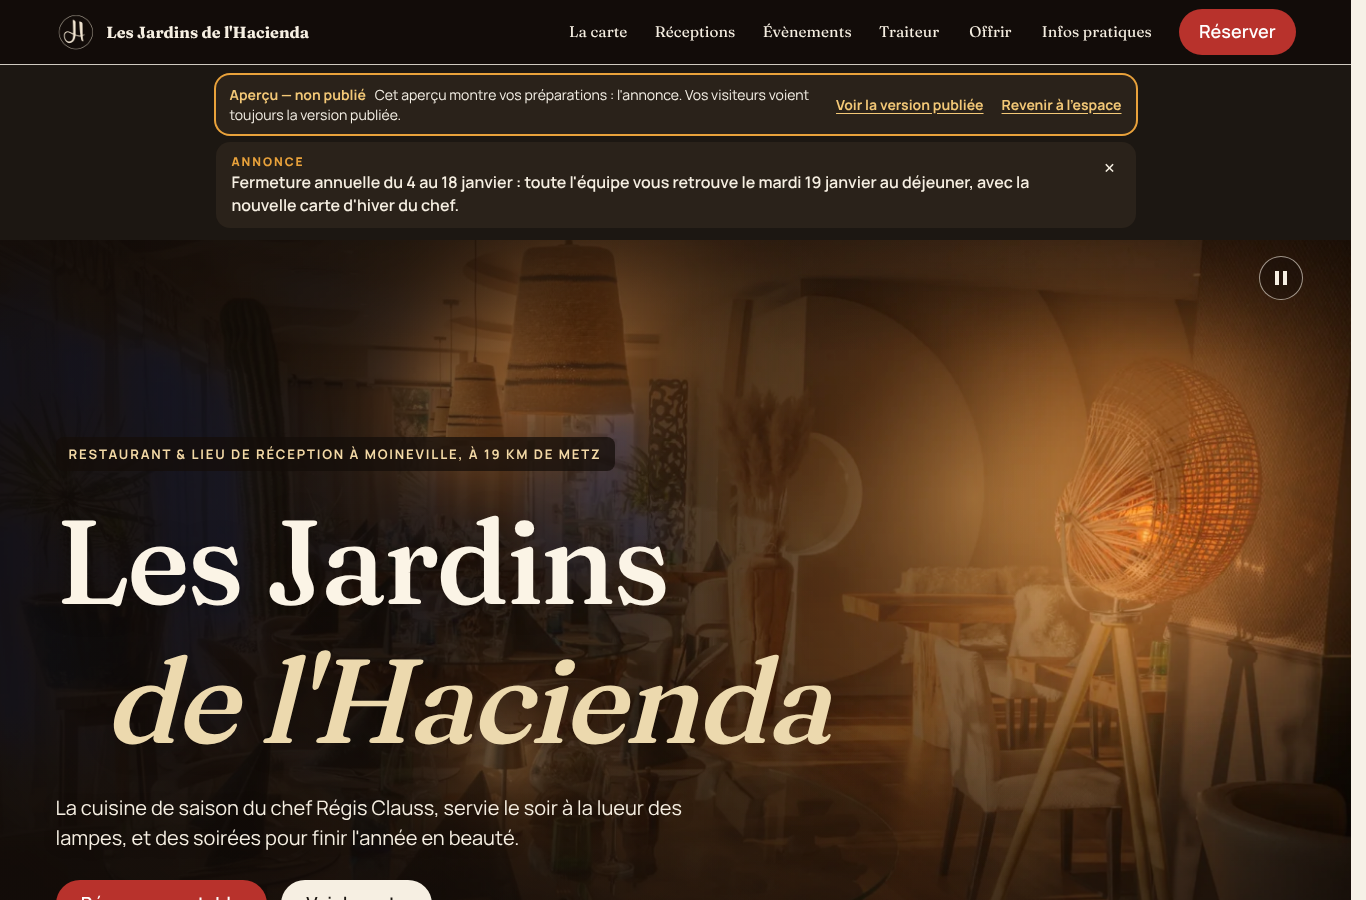 Les Jardins de l'Hacienda
La carte
Réceptions
Évènements
Traiteur
Offrir
Infos pratiques
Réserver
Aperçu — non publié Cet aperçu montre vos préparations : l'annonce. Vos visiteurs voient
toujours la version publiée.
Voir la version publiée
Revenir à l'espace
ANNONCE
Fermeture annuelle du 4 au 18 janvier : toute l'équipe vous retrouve le mardi 19 janvier au déjeuner, avec la
nouvelle carte d'hiver du chef.
RESTAURANT & LIEU DE RÉCEPTION À MOINEVILLE, À 19 KM DE METZ
Les Jardins
de l'Hacienda
La cuisine de saison du chef Régis Clauss, servie le soir à la lueur des
lampes, et des soirées pour finir l'année en beauté.